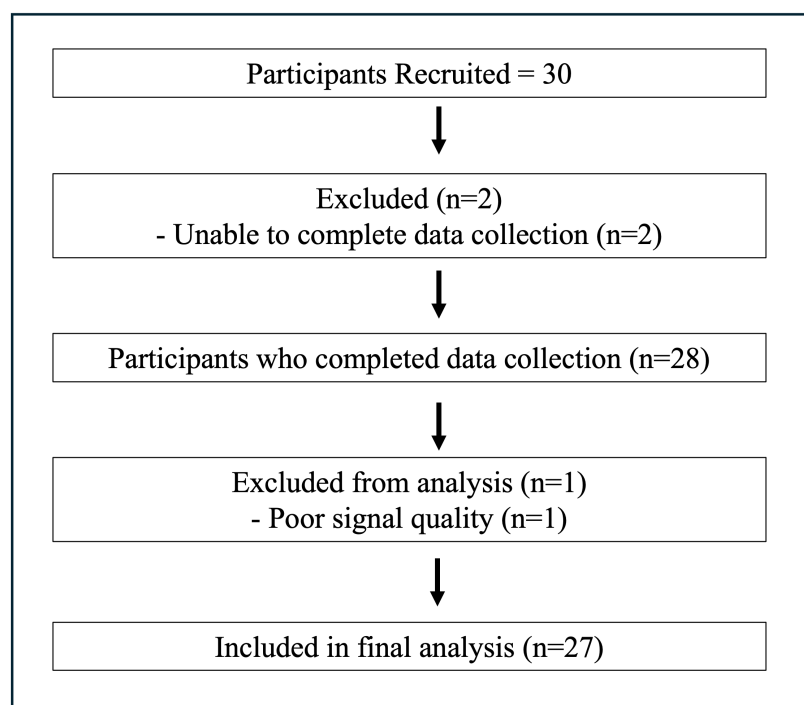 Participants Recruited = 30
Excluded (n=2)
- Unable to complete data collection (n=2)
Participants who completed data collection (n=28)
Excluded from analysis (n=1)
- Poor signal quality (n=1)
Included in final analysis (n=27)